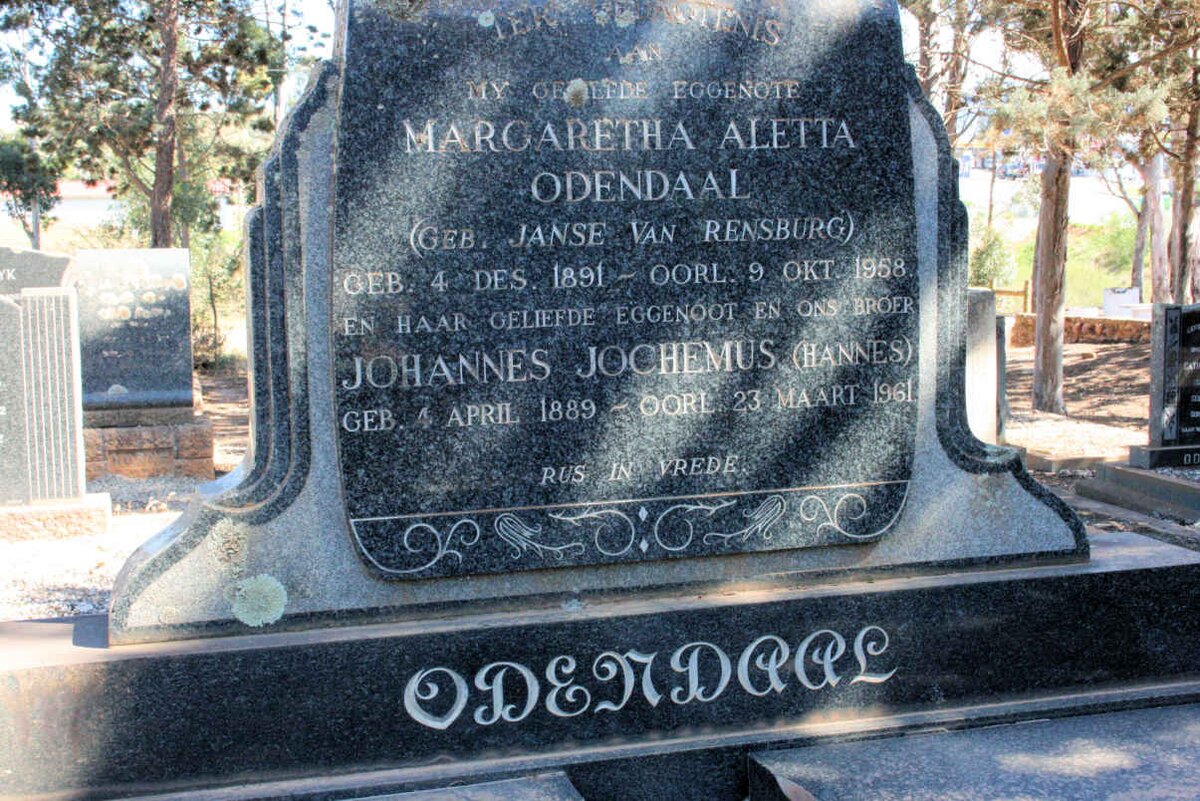 TER GEDAGTENIS
AAN
MY GELIEFDE EGGENOTE
MARGARETHA ALETTA
ODENDAAL
(GEB. JANSE VAN RENSBURG)
GEB. 4 DES. 1891 ~ OORL. 9 OKT. 1958.
EN HAAR GELIEFDE EGGENOOT EN ONS BROER
JOHANNES JOCHEMUS (HANNES)
GEB. 4 APRIL 1889 ~ OORL. 23 MAART 1961.
RUS IN VREDE.
ODENDAAL